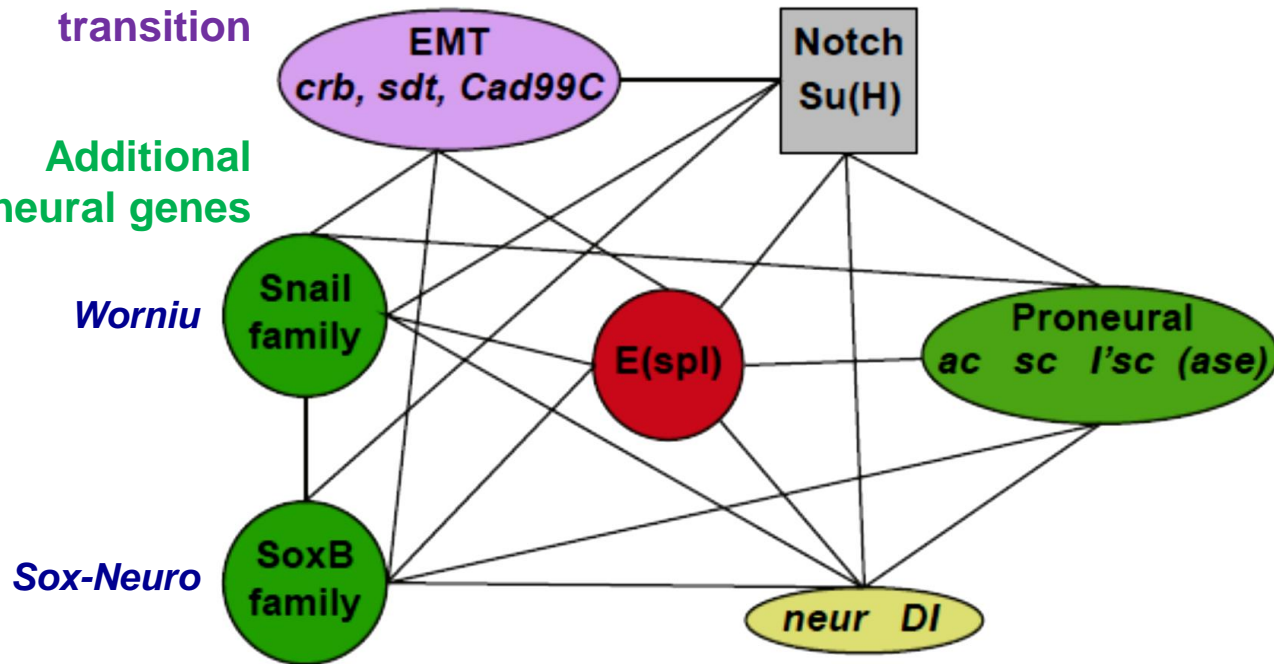 transition
EMT
crb, sdt, Cad99C
Notch
Su(H)
Additional
neural genes
Snail
family
Worniu
E(spl)
Proneural
ac sc l'sc (ase)
SoxB
family
Sox-Neuro
neur Dl